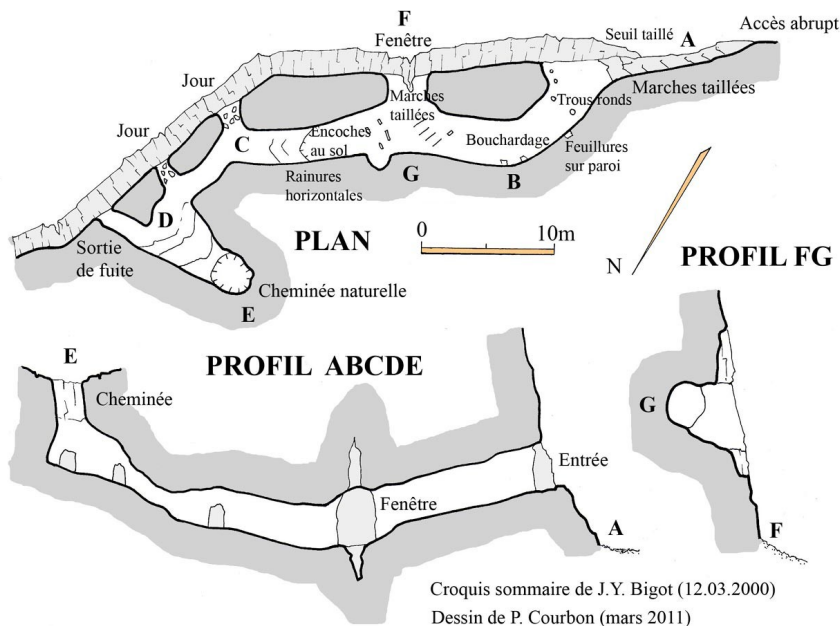 F
Fenêtre
Seuil taillé
A
Accès abrupt
Jour
Marches
taillées
Trous ronds
Marches taillées
Jour
C
Encoches
au sol
Bouchardage
Feuillures
sur paroi
Rainures
horizontales
G
B
D
Sortie
de fuite
PLAN
0
10m
N
PROFIL FG
Cheminée naturelle
E
E
PROFIL ABCDE
Cheminée
G
Entrée
Fenêtre
A
F
Croquis sommaire de J.Y. Bigot (12.03.2000)
Dessin de P. Courbon (mars 2011)